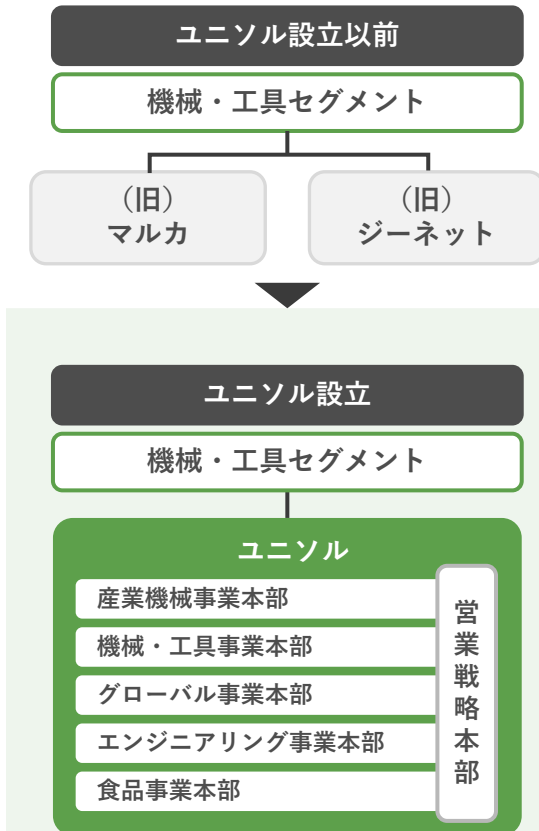 ユニソル設立以前
機械・工具セグメント
（旧）
マルカ
（旧）
ジーネット
ユニソル設立
機械・工具セグメント
ユニソル
産業機械事業本部
機械・工具事業本部
グローバル事業本部
エンジニアリング事業本部
食品事業本部
営業戦略本部